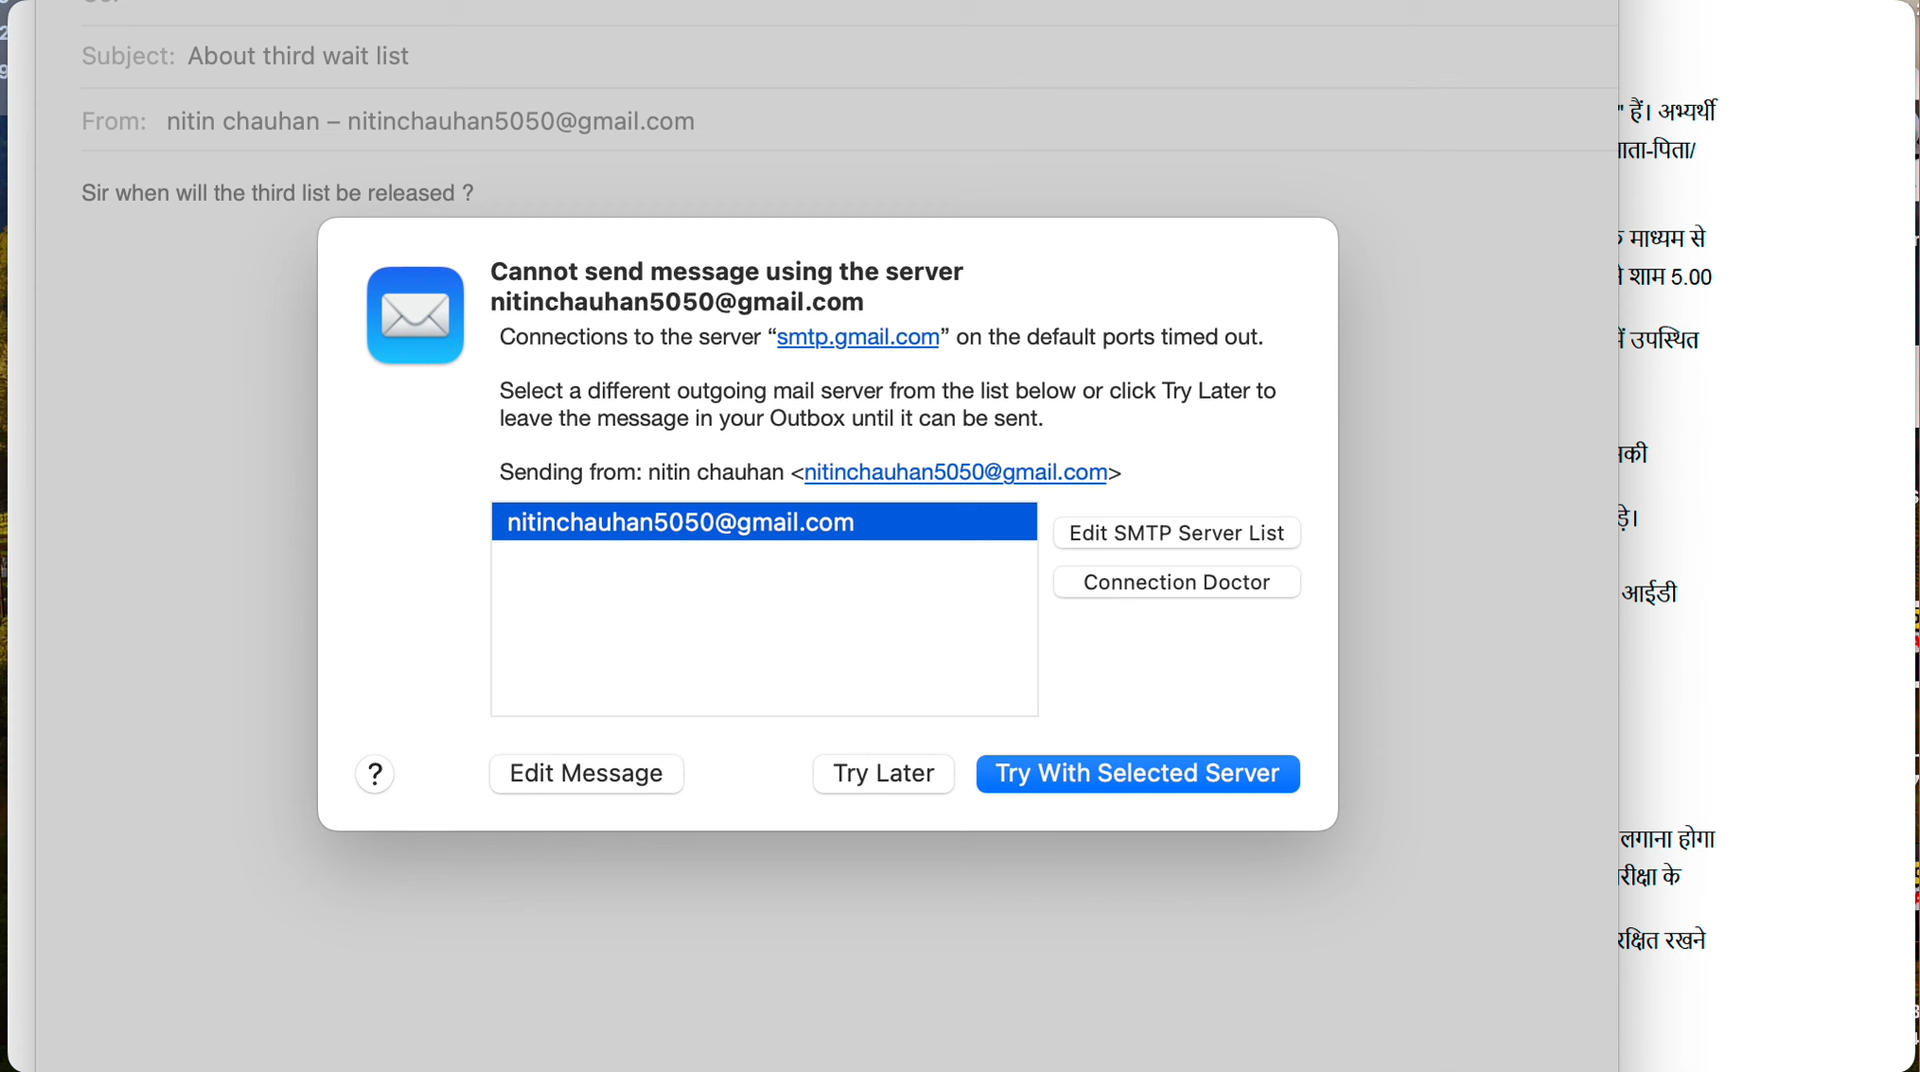 Subject: About third wait list
From: nitin chauhan – nitinchauhan5050@gmail.com
Sir when will the third list be released ?
Cannot send message using the server
nitinchauhan5050@gmail.com
Connections to the server “smtp.gmail.com” on the default ports timed out.
Select a different outgoing mail server from the list below or click Try Later to
leave the message in your Outbox until it can be sent.
Sending from: nitin chauhan <nitinchauhan5050@gmail.com>
nitinchauhan5050@gmail.com
Edit SMTP Server List
Connection Doctor
?
Edit Message
Try Later
Try With Selected Server
" हैं। अभ्यर्थी
माध्यम से
शाम 5.00
उपस्थित
आईडी
लगाना होगा
के
रखने